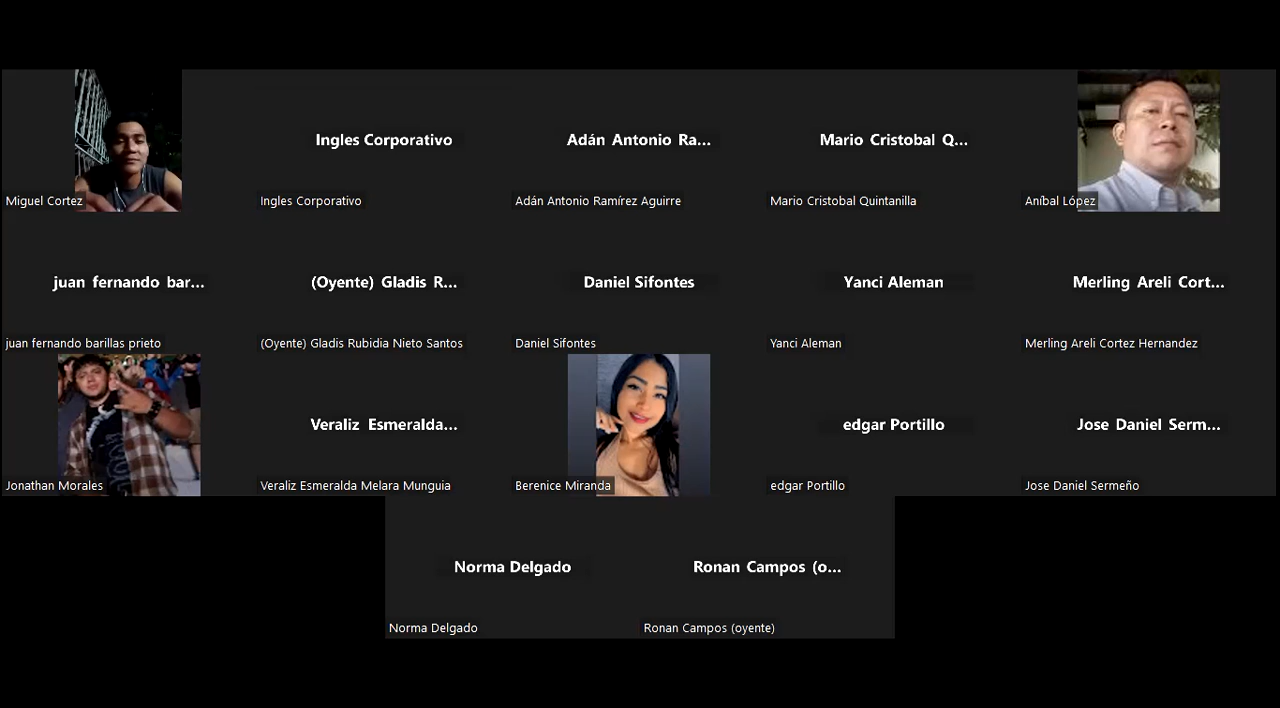 Miguel Cortez
Ingles Corporativo
Ingles Corporativo
Adán Antonio Ra...
Adán Antonio Ramírez Aguirre
Mario Cristobal Q...
Mario Cristobal Quintanilla
Aníbal López
juan fernando bar...
juan fernando barillas prieto
(Oyente) Gladis R...
(Oyente) Gladis Rubidia Nieto Santos
Daniel Sifontes
Daniel Sifontes
Yanci Aleman
Yanci Aleman
Merling Areli Cort...
Merling Areli Cortez Hernandez
Jonathan Morales
Veraliz Esmeralda...
Veraliz Esmeralda Melara Munguia
Berenice Miranda
edgar Portillo
edgar Portillo
Jose Daniel Serm...
Jose Daniel Sermeño
Norma Delgado
Norma Delgado
Ronan Campos (o...
Ronan Campos (oyente)